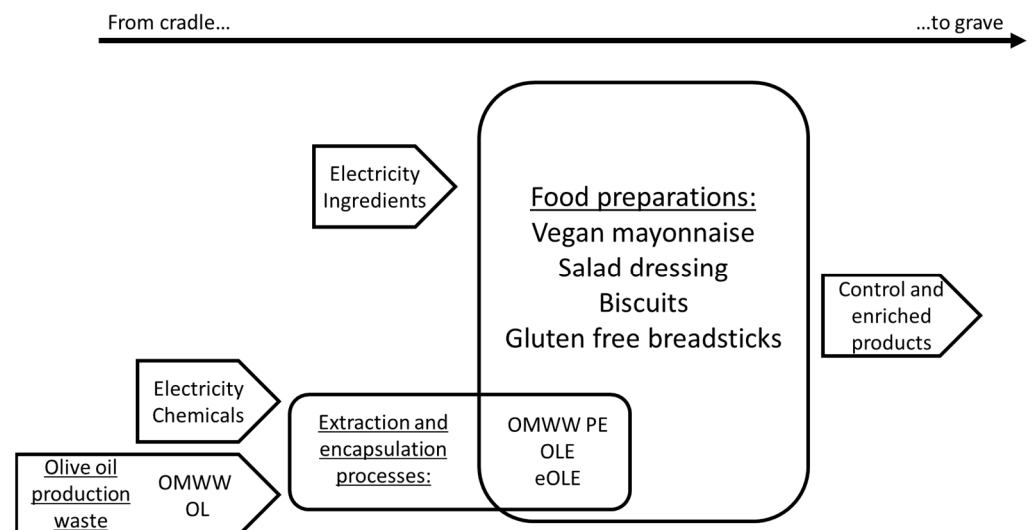 From cradle...
...to grave
Electricity
Ingredients
Food preparations:
Vegan mayonnaise
Salad dressing
Biscuits
Gluten free breadsticks
Control and
enriched
products
Electricity
Chemicals
Extraction and
encapsulation
processes:
OMWW PE
OLE
eOLE
Olive oil
production
waste
OMWW
OL